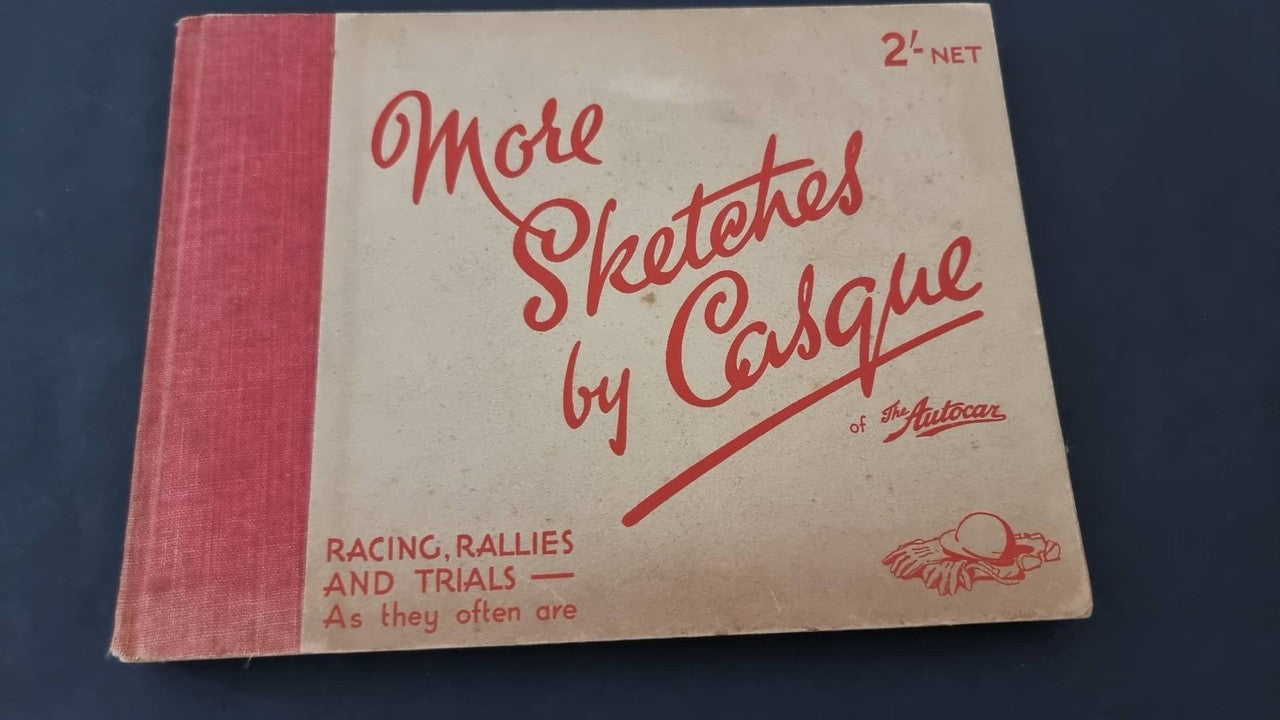 2/- NET
More
Sketches
by Casque
of The Autocar
RACING, RALLIES
AND TRIALS —
As they often are